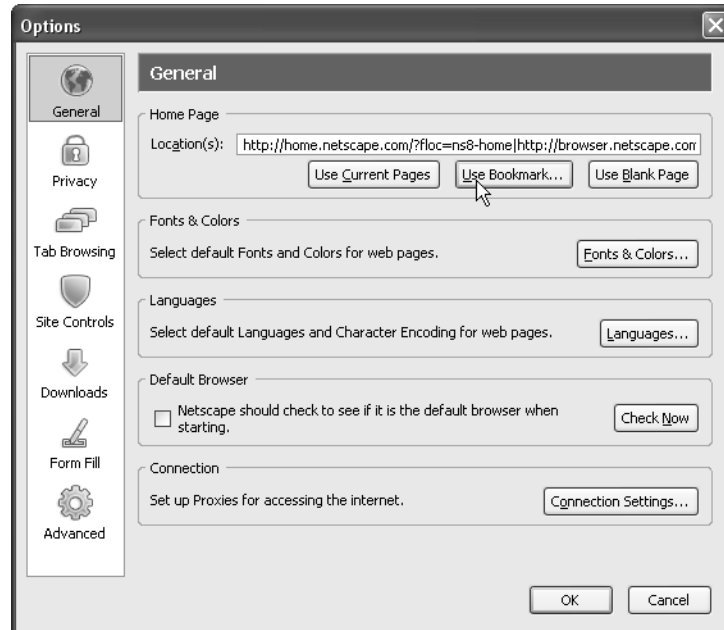 Options
General
Privacy
Tab Browsing
Site Controls
Downloads
Form Fill
Advanced
General
Home Page
Location(s): http://home.netscape.com/?floc=ns8-home|http://browser.netscape.com
Use Current Pages Use Bookmark... Use Blank Page
Fonts & Colors
Select default Fonts and Colors for web pages. Fonts & Colors...
Languages
Select default Languages and Character Encoding for web pages. Languages...
Default Browser
Netscape should check to see if it is the default browser when
starting.
Check Now
Connection
Set up Proxies for accessing the internet. Connection Settings...
OK Cancel